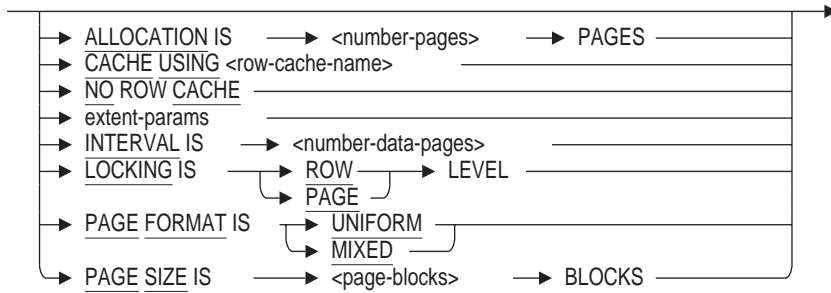 ALLOCATION IS <number-pages> PAGES
CACHE USING <row-cache-name>
NO ROW CACHE
extent-params
INTERVAL IS <number-data-pages>
LOCKING IS ROW LEVEL
PAGE
PAGE FORMAT IS UNIFORM
MIXED
PAGE SIZE IS <page-blocks> BLOCKS